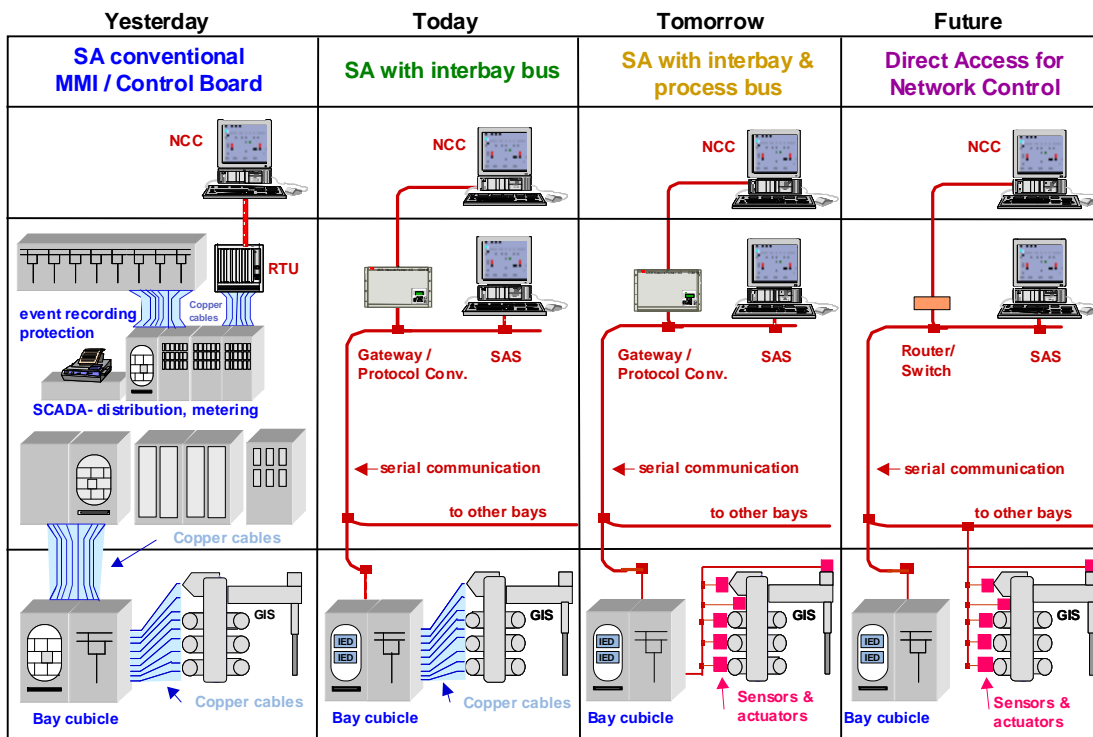 Yesterday
Today
Tomorrow
Future
SA conventional
MMI / Control Board
SA with interbay bus
SA with interbay &
process bus
Direct Access for
Network Control
NCC
NCC
NCC
NCC
RTU
Copper
cables
event recording
protection
SCADA- distribution, metering
Copper cables
GIS
Copper cables
Bay cubicle
Gateway /
Protocol Conv.
SAS
serial communication
to other bays
IED
IED
GIS
Copper cables
Bay cubicle
Gateway /
Protocol Conv.
SAS
serial communication
to other bays
IED
IED
GIS
Sensors &
actuators
Bay cubicle
Router/
Switch
SAS
serial communication
to other bays
IED
IED
GIS
Sensors &
actuators
Bay cubicle